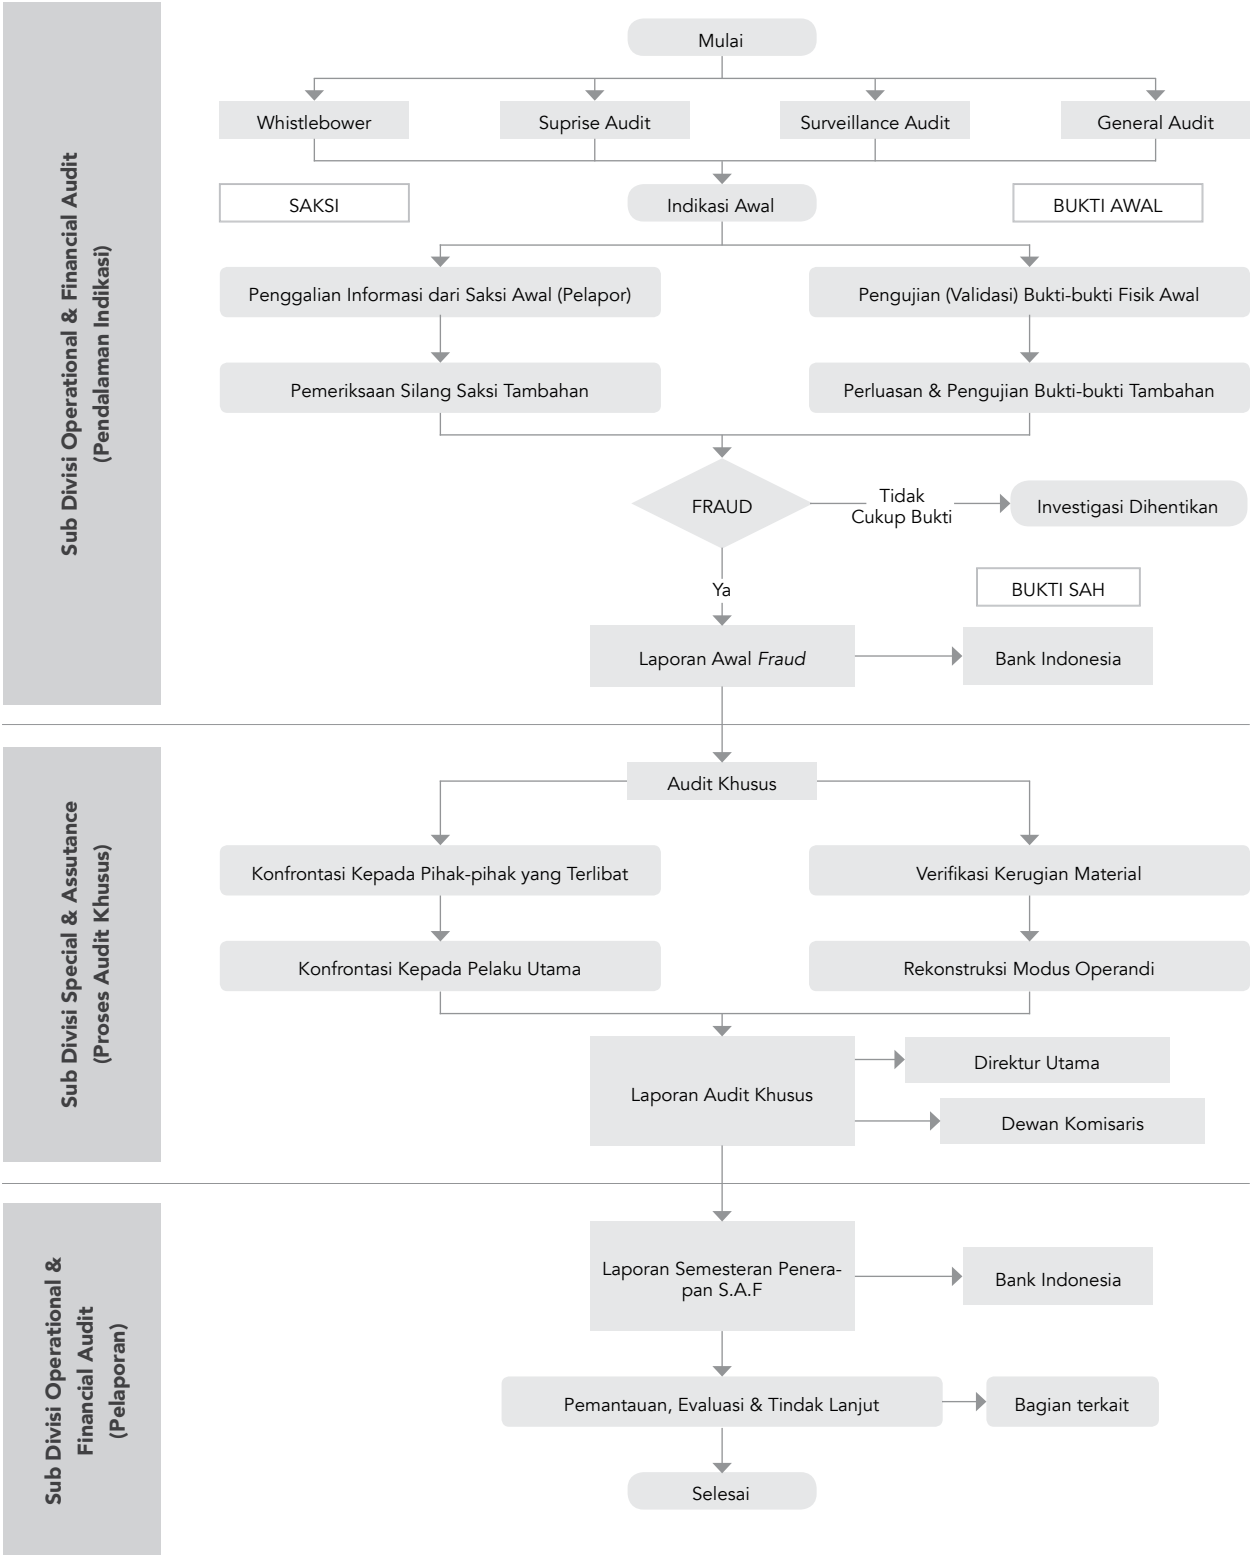 Sub Divisi Operational & Financial Audit
(Pendalaman Indikasi)
Mulai
Whistlebower
Suprise Audit
Surveillance Audit
General Audit
SAKSI
Indikasi Awal
BUKTI AWAL
Penggalian Informasi dari Saksi Awal (Pelapor)
Pengujian (Validasi) Bukti-bukti Fisik Awal
Pemeriksaan Silang Saksi Tambahan
Perluasan & Pengujian Bukti-bukti Tambahan
FRAUD
Tidak
Cukup Bukti
Investigasi Dihentikan
Ya
BUKTI SAH
Laporan Awal Fraud
Bank Indonesia
Sub Divisi Special & Assutance
(Proses Audit Khusus)
Audit Khusus
Konfrontasi Kepada Pihak-pihak yang Terlibat
Verifikasi Kerugian Material
Konfrontasi Kepada Pelaku Utama
Rekonstruksi Modus Operandi
Laporan Audit Khusus
Direktur Utama
Dewan Komisaris
Sub Divisi Operational &
Financial Audit
(Pelaporan)
Laporan Semesteran Penera-
pan S.A.F
Bank Indonesia
Pemantauan, Evaluasi & Tindak Lanjut
Bagian terkait
Selesai